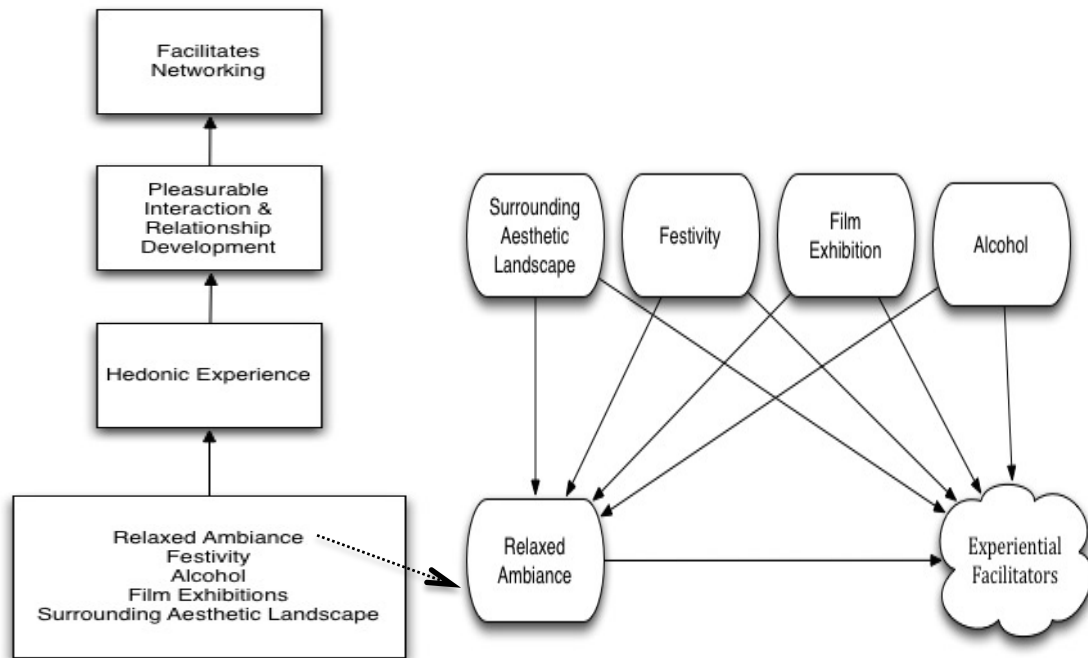 Facilitates
Networking
Pleasurable
Interaction &
Relationship
Development
Hedonic Experience
Relaxed Ambiance
Festivity
Alcohol
Film Exhibitions
Surrounding Aesthetic Landscape
Surrounding
Aesthetic
Landscape
Festivity
Film
Exhibition
Alcohol
Relaxed
Ambiance
Experiential
Facilitators